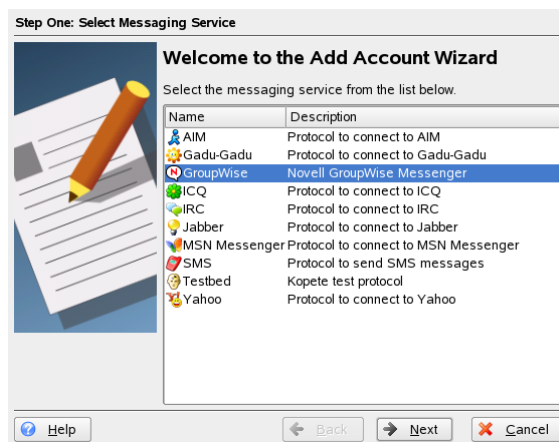 Step One: Select Messaging Service
Welcome to the Add Account Wizard
Select the messaging service from the list below.
Name Description
AIM Protocol to connect to AIM
Gadu-Gadu Protocol to connect to Gadu-Gadu
GroupWise Novell GroupWise Messenger
ICQ Protocol to connect to ICQ
IRC Protocol to connect to IRC
Jabber Protocol to connect to Jabber
MSN Messenger Protocol to connect to MSN Messenger
SMS Protocol to send SMS messages
Testbed Kopete test protocol
Yahoo Protocol to connect to Yahoo
Help Back Next Cancel